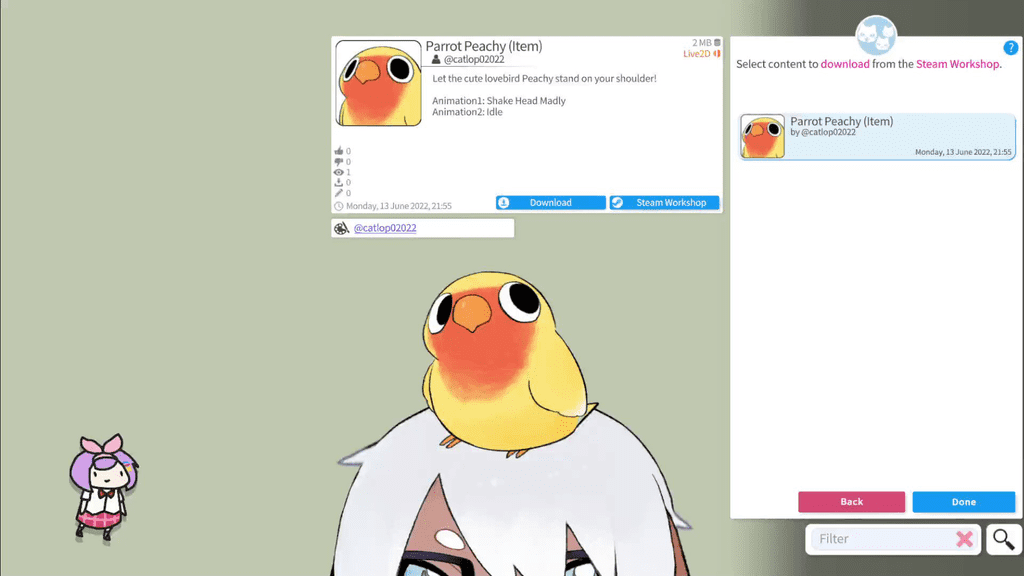 Parrot Peachy (Item)
@catlop02022
2 MB
Live2D
Let the cute lovebird Peachy stand on your shoulder!
Animation1: Shake Head Madly
Animation2: Idle
0
0
1
0
0
Monday, 13 June 2022, 21:55
Download
Steam Workshop
@catlop02022
?
Select content to download from the Steam Workshop.
Parrot Peachy (Item)
by @catlop02022
Monday, 13 June 2022, 21:55
Back
Done
Filter